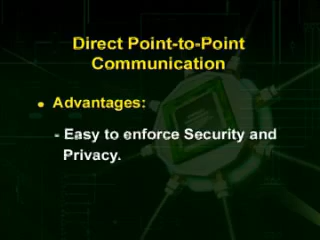 Direct Point-to-Point
Communication
● Advantages:
- Easy to enforce Security and
Privacy.